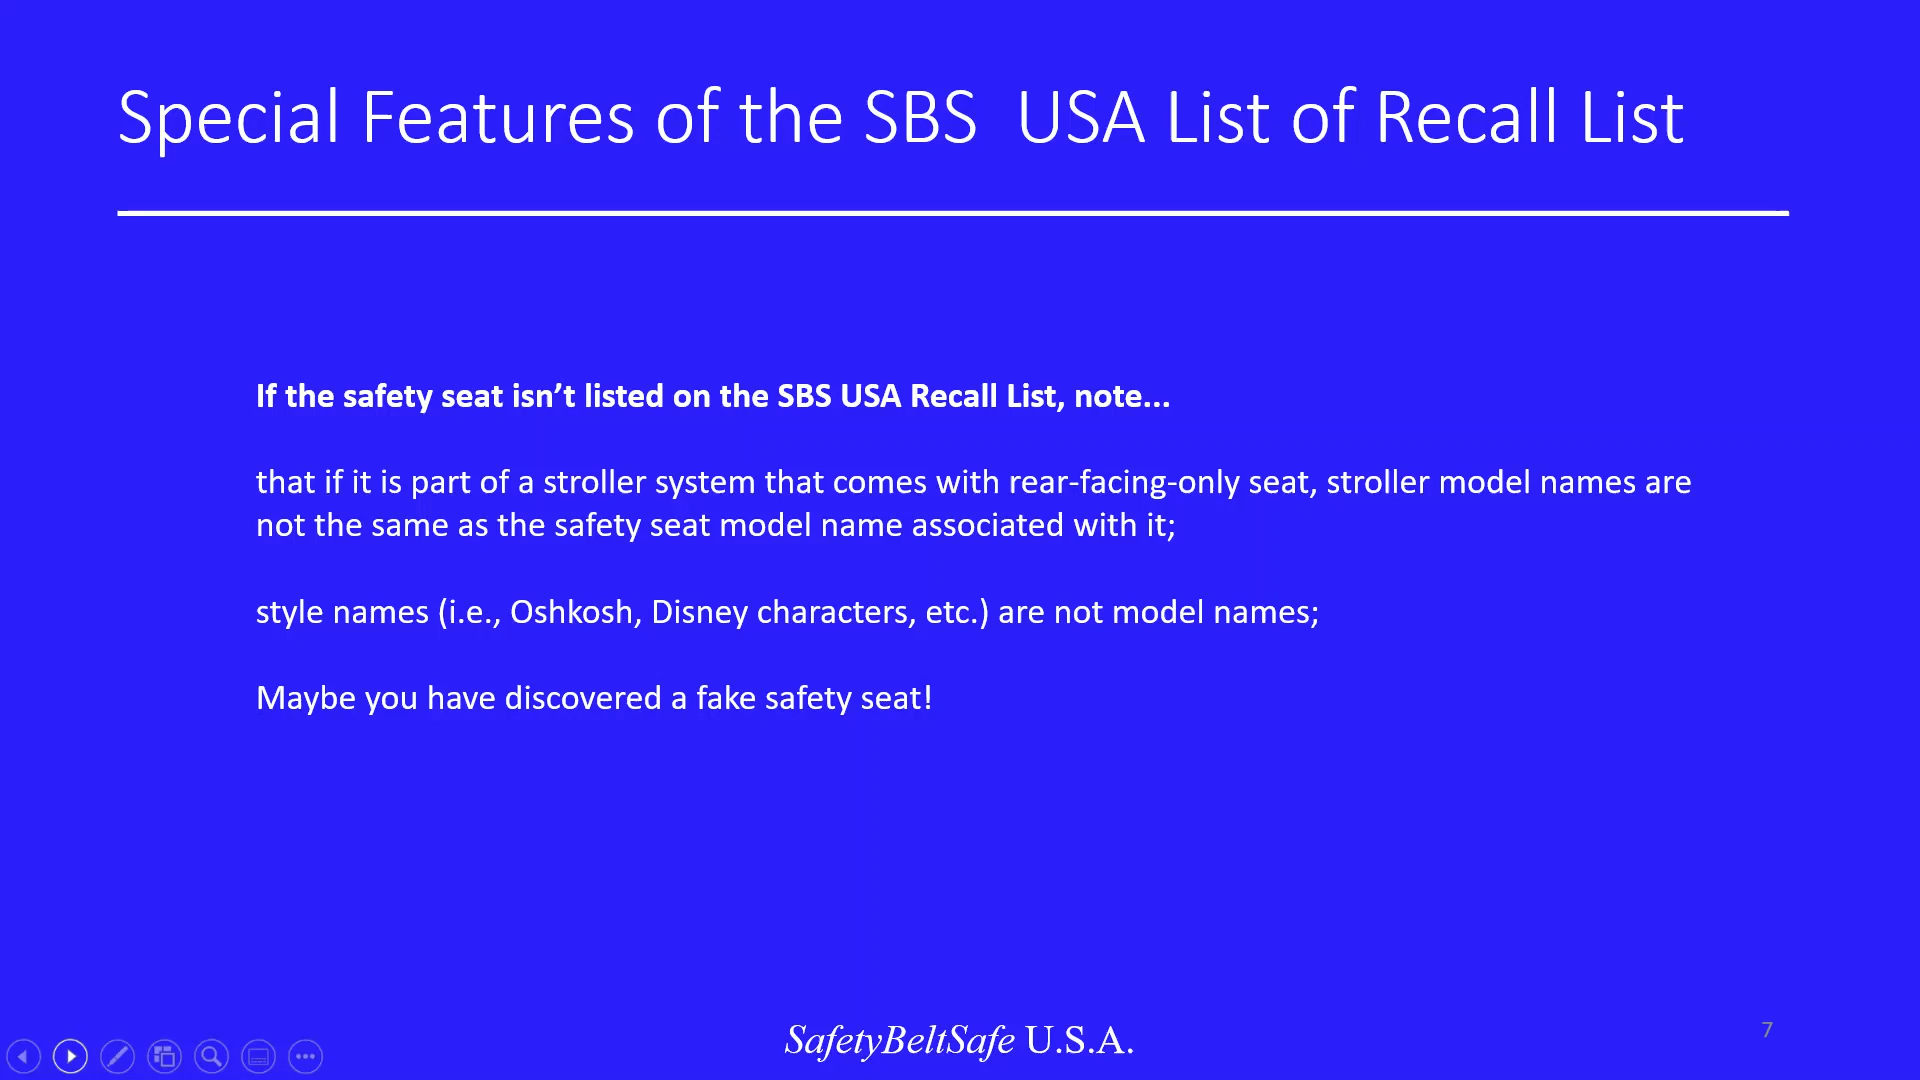 Special Features of the SBS  USA List of Recall List
If the safety seat isn’t listed on the SBS USA Recall List, note...
that if it is part of a stroller system that comes with rear-facing-only seat, stroller model names are
not the same as the safety seat model name associated with it;
style names (i.e., Oshkosh, Disney characters, etc.) are not model names;
Maybe you have discovered a fake safety seat!
SafetyBeltSafe U.S.A.
7